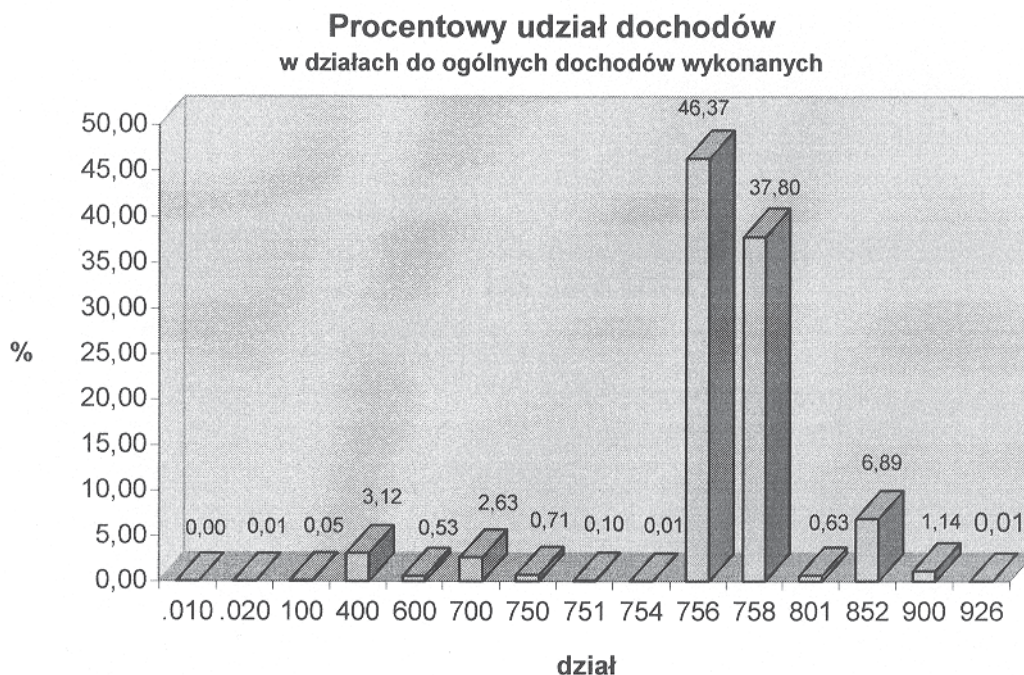 Procentowy udział dochodów
w działach do ogólnych dochodów wykonanych
50,00
45,00
40,00
35,00
30,00
25,00
20,00
15,00
10,00
5,00
0,00
%
0,00 0,01 0,05 3,12 0,53 2,63 0,71 0,10 0,01 46,37 37,80 0,63 6,89 1,14 0,01
.010 .020 100 400 600 700 750 751 754 756 758 801 852 900 926
dział